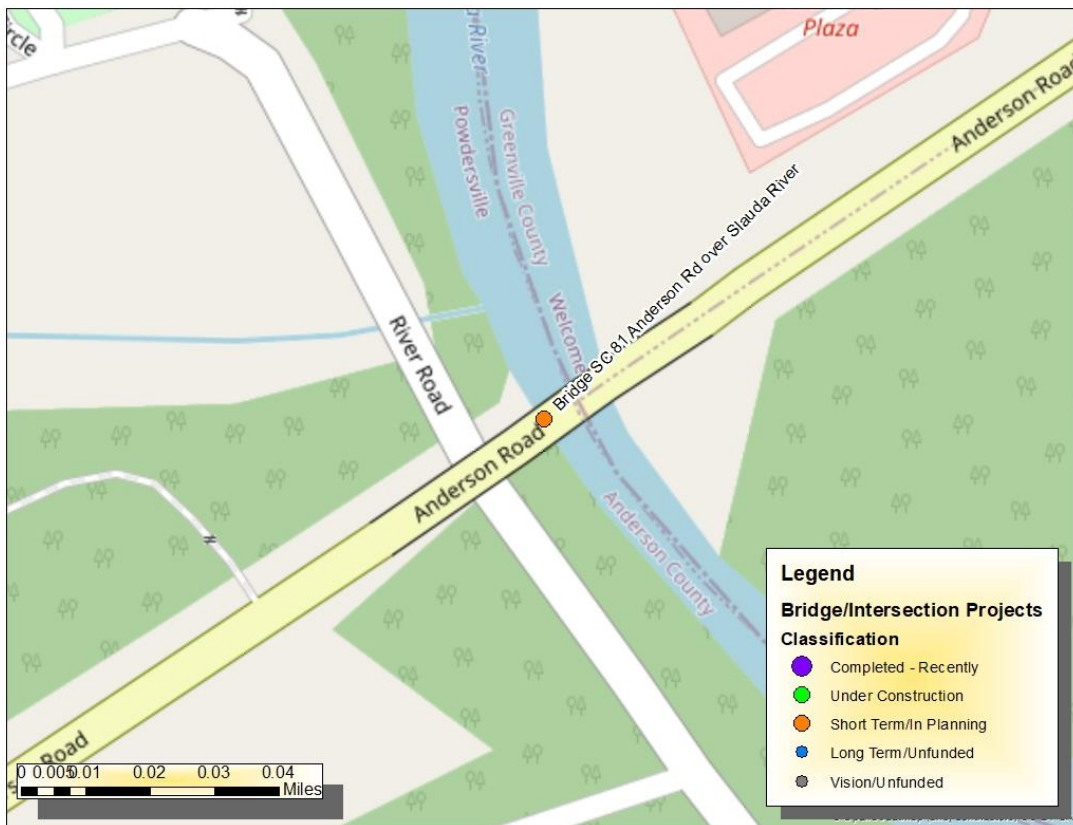 ircle
River
Powdersville
Greenville County
Plaza
Anderson Road
Bridge SC 81 Anderson Rd over Slauda River
Welcome
River Road
Anderson Road
Anderson County
Road
0 0.005 0.01 0.02 0.03 0.04
Miles
Legend
Bridge/Intersection Projects
Classification
Completed - Recently
Under Construction
Short Term/In Planning
Long Term/Unfunded
Vision/Unfunded